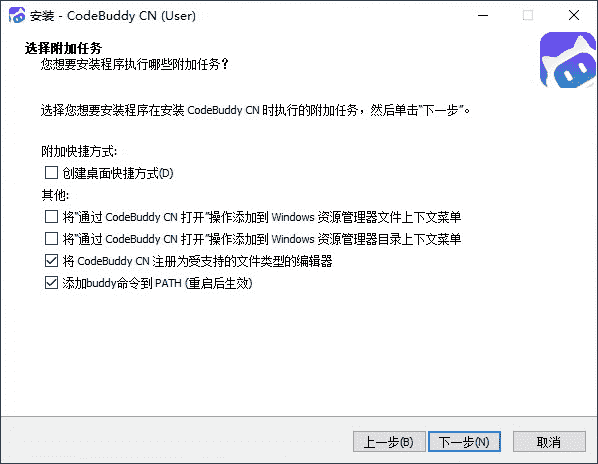 安装 - CodeBuddy CN (User)
选择附加任务
您想要安装程序执行哪些附加任务？
选择您想要安装程序在安装 CodeBuddy CN 时执行的附加任务，然后单击“下一步”。
附加快捷方式:
创建桌面快捷方式(D)
其他:
将“通过 CodeBuddy CN 打开”操作添加到 Windows 资源管理器文件上下文菜单
将“通过 CodeBuddy CN 打开”操作添加到 Windows 资源管理器目录上下文菜单
将 CodeBuddy CN 注册为受支持的文件类型的编辑器
添加buddy命令到 PATH (重启后生效)
上一步(B) 下一步(N) 取消